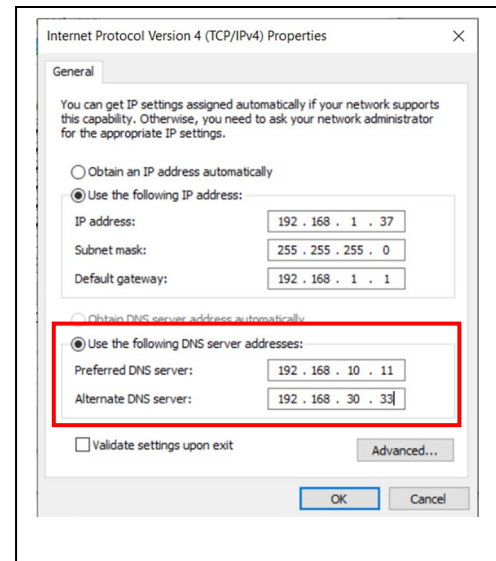 Internet Protocol Version 4 (TCP/IPv4) Properties
General
You can get IP settings assigned automatically if your network supports
this capability. Otherwise, you need to ask your network administrator
for the appropriate IP settings.
Obtain an IP address automatically
Use the following IP address:
IP address: 192 . 168 . 1 . 37
Subnet mask: 255 . 255 . 255 . 0
Default gateway: 192 . 168 . 1 . 1
Obtain DNS server address automatically
Use the following DNS server addresses:
Preferred DNS server: 192 . 168 . 10 . 11
Alternate DNS server: 192 . 168 . 30 . 33
Validate settings upon exit
Advanced...
OK Cancel